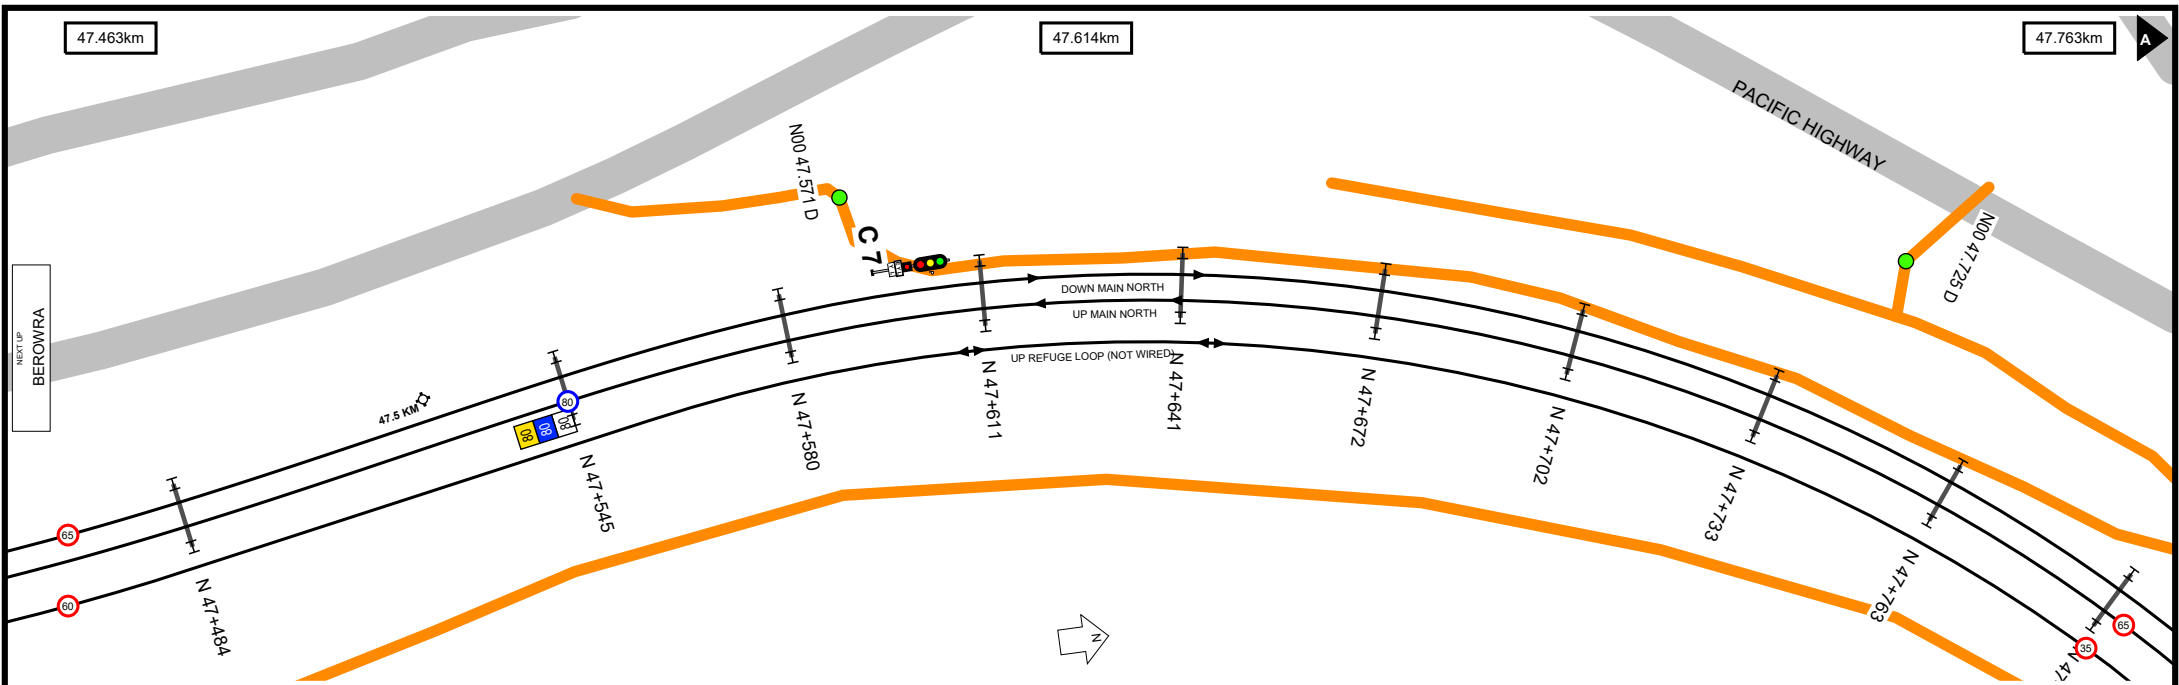 47.463km
47.614km
47.763km
A
PACIFIC HIGHWAY
N00 47.571 D
C 7
N00 47.725 D
DOWN MAIN NORTH
UP MAIN NORTH
UP REFUGE LOOP (NOT WIRED)
NEXT UP
BEROWRA
47.5 KM
80
80
80
80
N 47+484
N 47+545
N 47+580
N 47+611
N 47+641
N 47+672
N 47+702
N 47+733
N 47+763
N 47
65
60
65
35
N